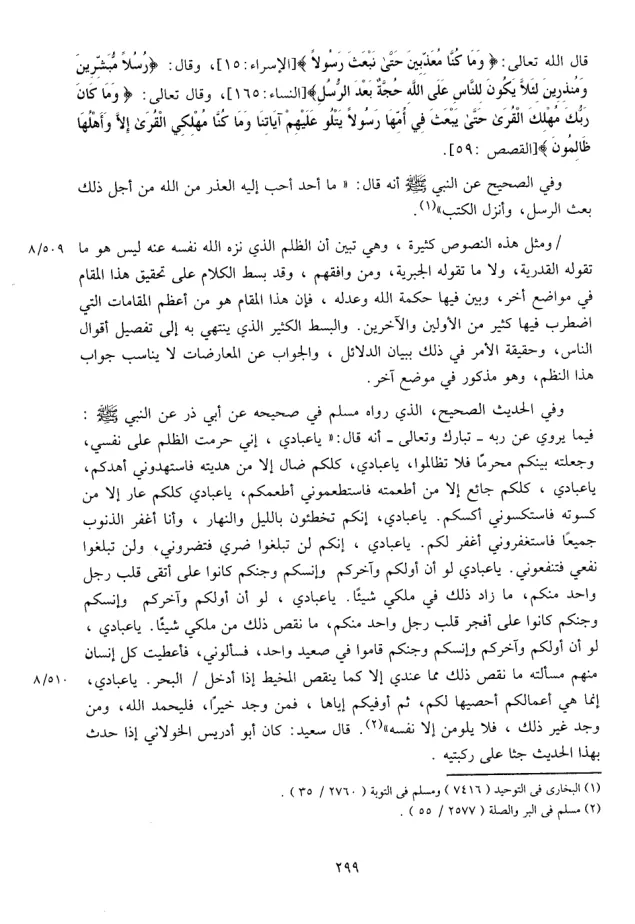 قال الله تعالى: ﴿ وَمَا كُنَّا مُعَذِّبِينَ حَتَّىٰ نَبْعَثَ رَسُولاً ﴾[الإسراء:١٥]، وقال: ﴿رُسُلاً مُّبَشِّرِينَ
وَمُنذِرِينَ لئَلاَّ يَكُونَ لِلنَّاسِ عَلَى اللَّهِ حُجَّةٌ بَعْدَ الرُّسُلِ﴾[النساء:١٦٥]، وقال تعالى: ﴿ وَمَا كَانَ
رَبُّكَ مُهْلِكَ الْقُرَىٰ حَتَّىٰ يَبْعَثَ فِي أُمِّهَا رَسُولاً يَتْلُو عَلَيْهِمْ آيَاتِنَا وَمَا كُنَّا مُهْلِكِي الْقُرَىٰ إِلاَّ وَأَهْلُهَا
ظَالِمُونَ ﴾[القصص :٥٩].
وفي الصحيح عن النبي ﷺ أنه قال: « ما أحد أحب إليه العذر من الله من أجل ذلك
بعث الرسل، وأنزل الكتب»(١).
٨/٥٠٩ / ومثل هذه النصوص كثيرة ، وهي تبين أن الظلم الذي نزه الله نفسه عنه ليس هو ما
تقوله القدرية، ولا ما تقوله الجبرية، ومن وافقهم ، وقد بسط الكلام على تحقيق هذا المقام
في مواضع أخر، وبين فيها حكمة الله وعدله ، فإن هذا المقام هو من أعظم المقامات التي
اضطرب فيها كثير من الأولين والآخرين. والبسط الكثير الذي ينتهي به إلى تفصيل أقوال
الناس، وحقيقة الأمر في ذلك ببيان الدلائل ، والجواب عن المعارضات لا يناسب جواب
هذا النظم، وهو مذكور في موضع آخر.
وفي الحديث الصحيح، الذي رواه مسلم في صحيحه عن أبي ذر عن النبي ﷺ :
فيما يروي عن ربه ـ تبارك وتعالى ـ أنه قال:« ياعبادي ، إني حرمت الظلم على نفسي،
وجعلته بينكم محرمًا فلا تظالموا، ياعبادي، كلكم ضال إلا من هديته فاستهدوني أهدكم،
ياعبادي ، كلكم جائع إلا من أطعمته فاستطعموني أطعمكم، ياعبادي كلكم عار إلا من
كسوته فاستكسوني أكسكم. ياعبادي، إنكم تخطئون بالليل والنهار ، وأنا أغفر الذنوب
جميعًا فاستغفروني أغفر لكم. ياعبادي ، إنكم لن تبلغوا ضري فتضروني، ولن تبلغوا
نفعي فتنفعوني. ياعبادي لو أن أولكم وآخركم وإنسكم وجنكم كانوا على أتقى قلب رجل
واحد منكم، ما زاد ذلك في ملكي شيئًا. ياعبادي ، لو أن أولكم وآخركم وإنسكم
وجنكم كانوا على أفجر قلب رجل واحد منكم، ما نقص ذلك من ملكي شيئًا. ياعبادي ،
لو أن أولكم وآخركم وإنسكم وجنكم قاموا في صعيد واحد، فسألوني، فأعطيت كل إنسان
٨/٥١٠ منهم مسألته ما نقص ذلك مما عندي إلا كما ينقص المخيط إذا أدخل / البحر. ياعبادي،
إنما هي أعمالكم أحصيها لكم، ثم أوفيكم إياها ، فمن وجد خيرًا، فليحمد الله، ومن
وجد غير ذلك ، فلا يلومن إلا نفسه»(٢). قال سعيد: كان أبو أدريس الخولاني إذا حدث
بهذا الحديث جثا على ركبتيه .
(١) البخارى فى التوحيد ( ٧٤١٦ ) ومسلم فى التوبة ( ٢٧٦٠ / ٣٥ ) .
(٢) مسلم فى البر والصلة ( ٢٥٧٧ / ٥٥ ) .
٢٩٩